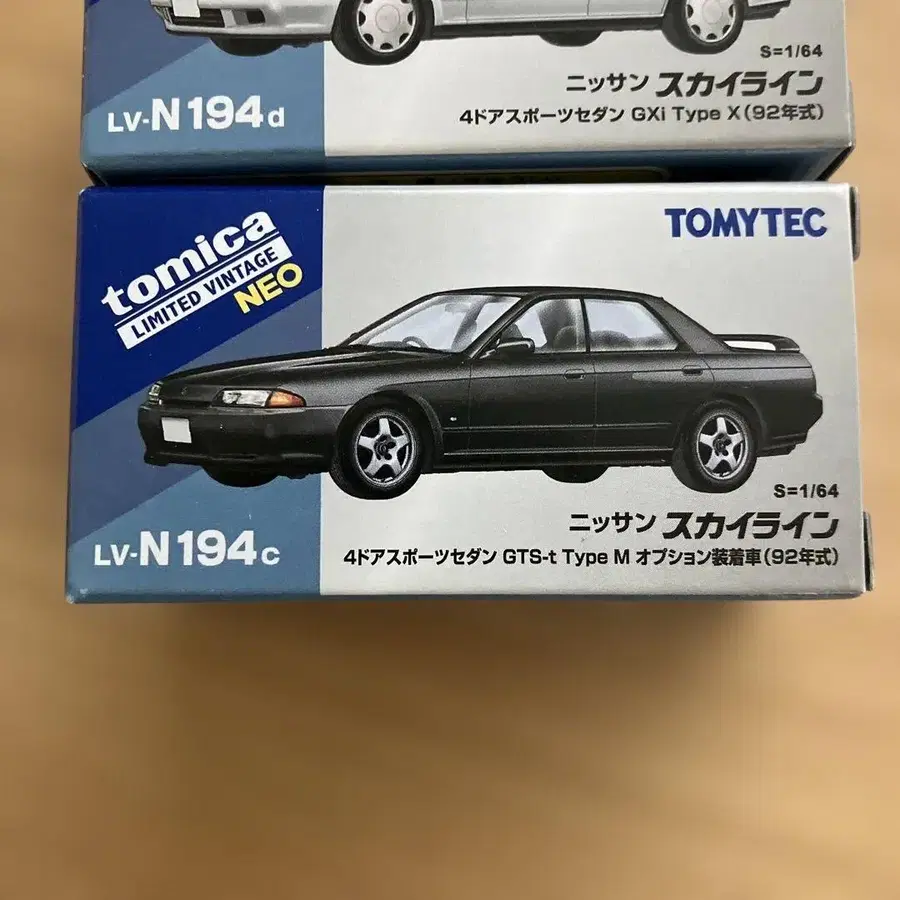 S=1/64
ニッサン スカイライン
LV-N194d
4ドアスポーツセダン GXi Type X(92年式)
tomica
LIMITED VINTAGE
NEO
TOMYTEC
S=1/64
ニッサン スカイライン
LV-N194c
4ドアスポーツセダン GTS-t Type M オプション装着車(92年式)